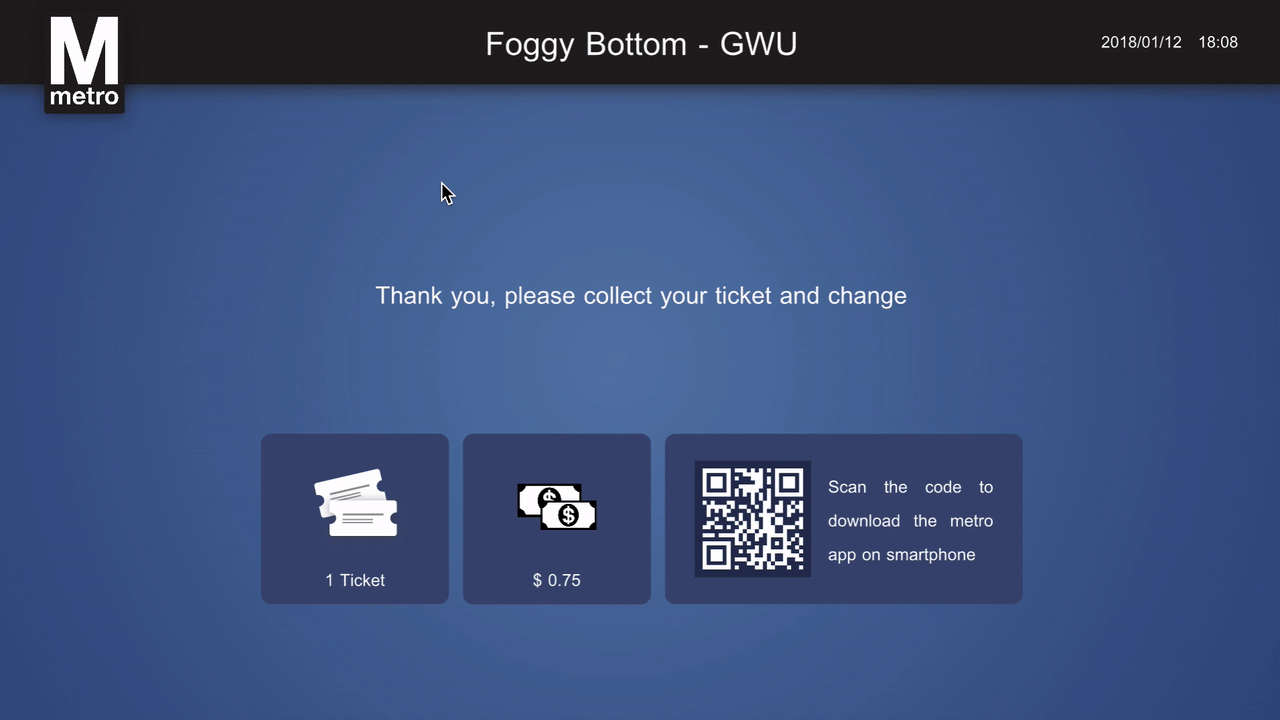 M
metro
Foggy Bottom - GWU
2018/01/12 18:08
Thank you, please collect your ticket and change
1 Ticket
$ 0.75
Scan the code to
download the metro
app on smartphone